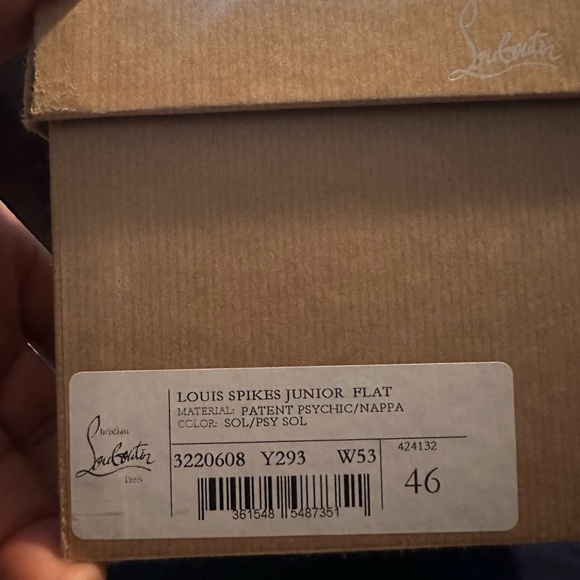 Louboutin
LOUIS SPIKES JUNIOR FLAT
MATERIAL: PATENT PSYCHIC/NAPPA
COLOR: SOL/PSY SOL
Christian
Louboutin
Paris
3220608 Y293 W53
424132
46
361548 5487351